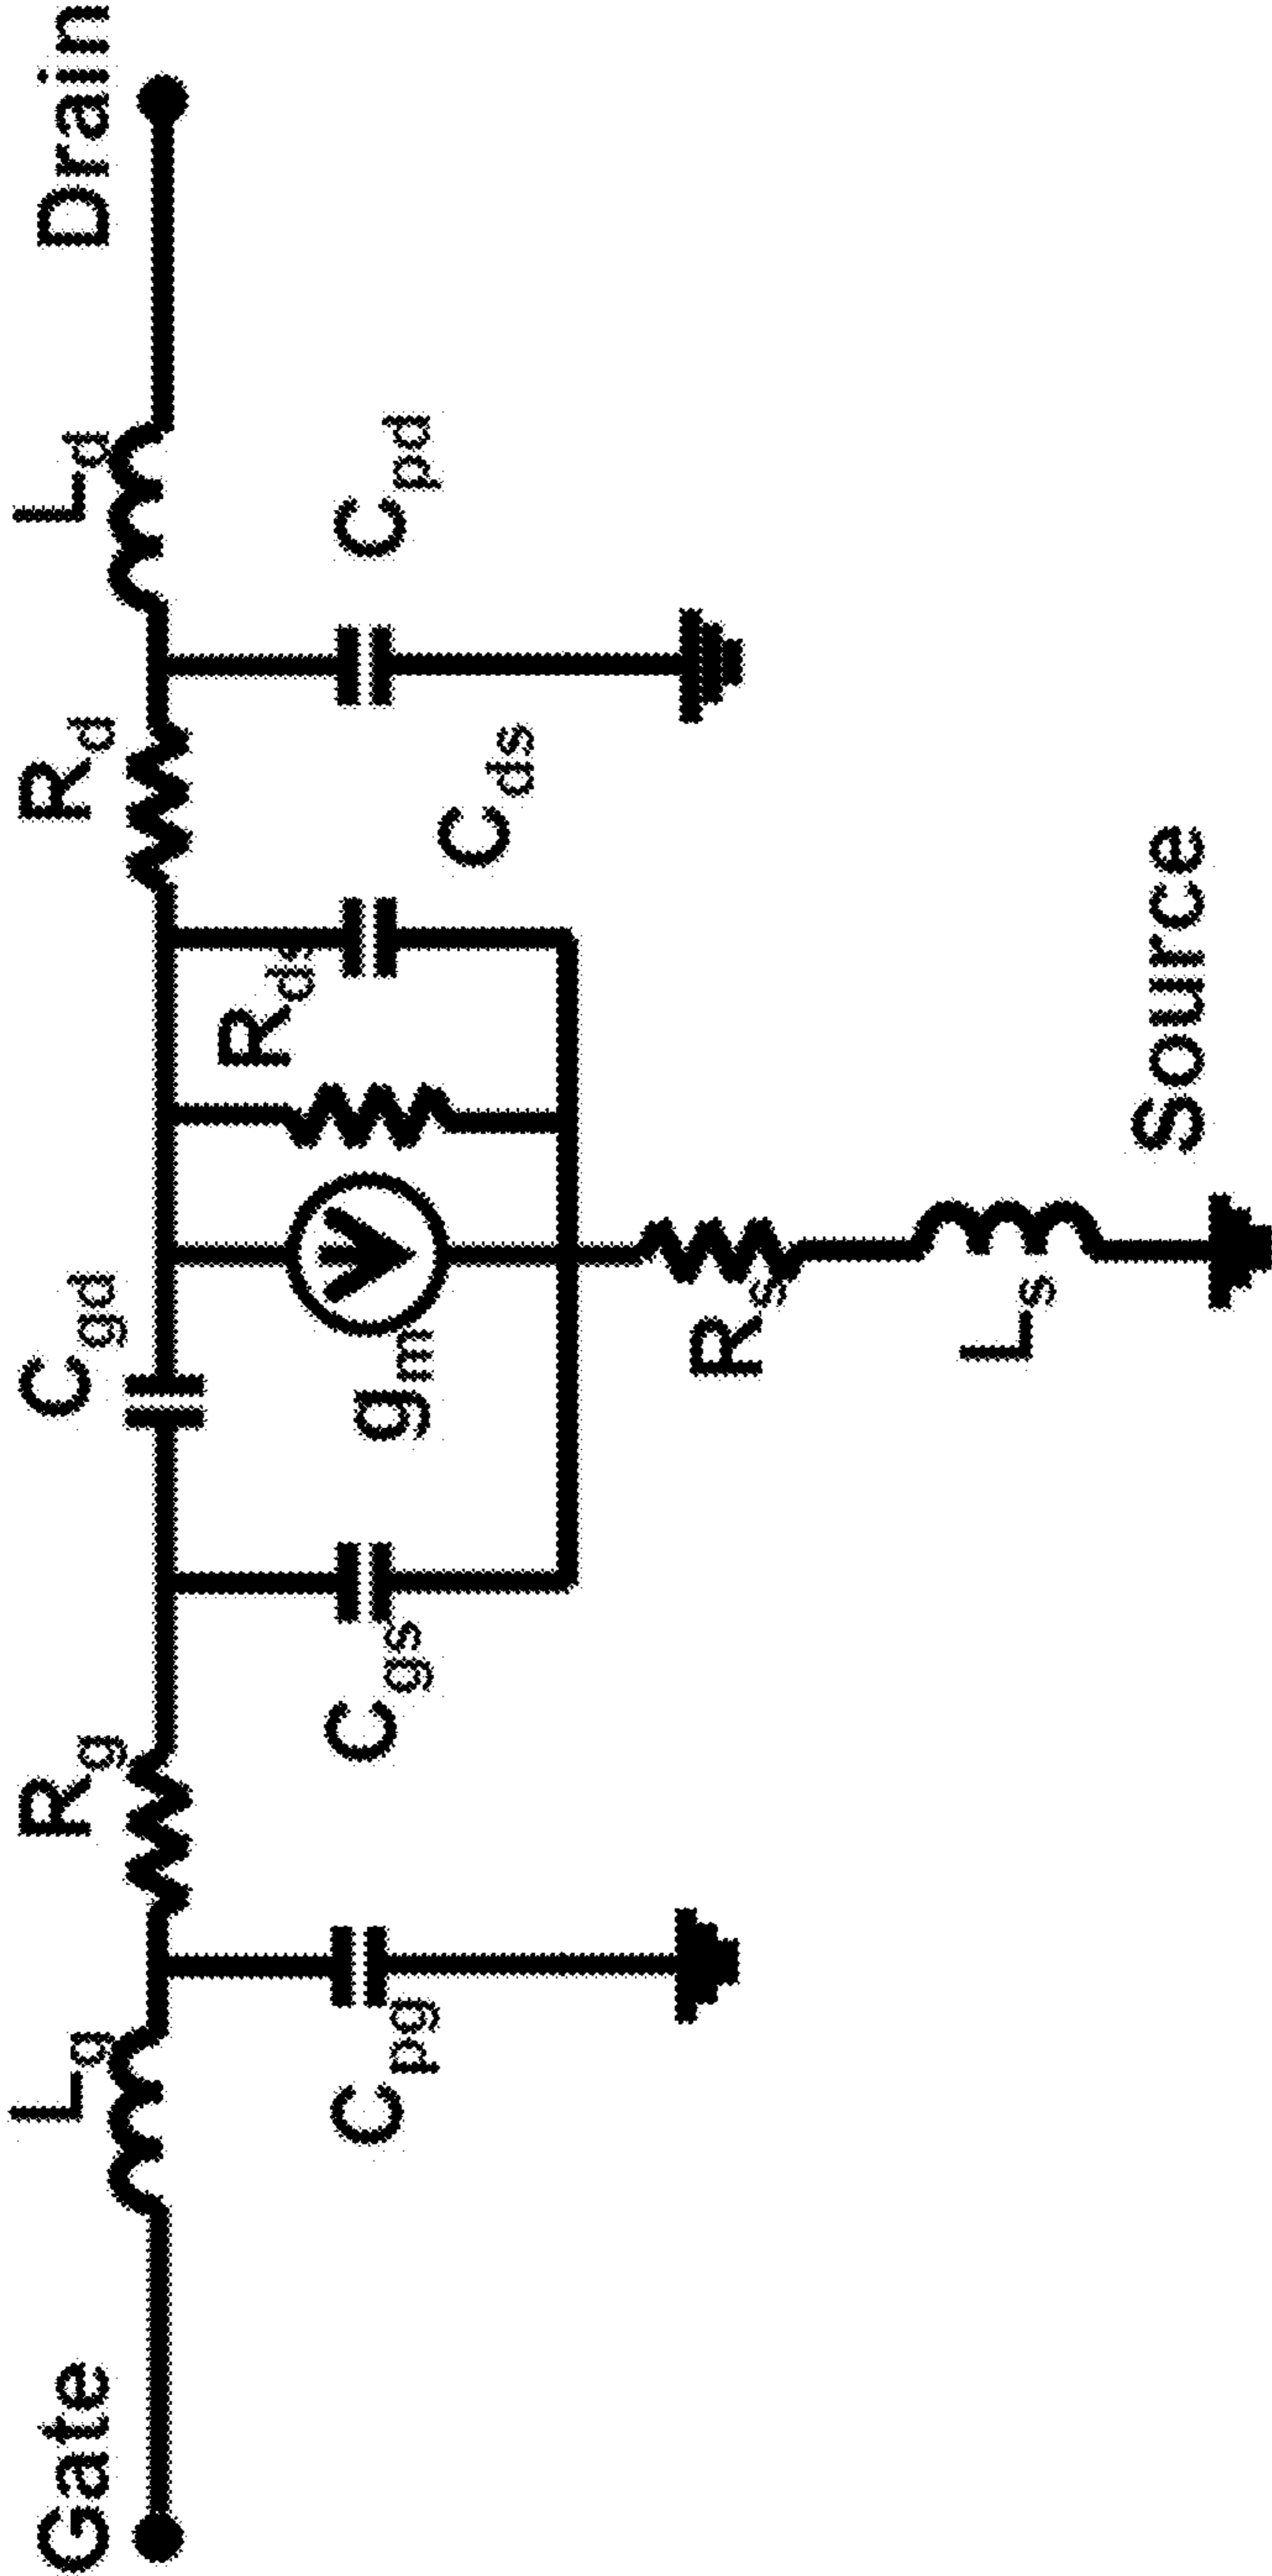 Gate
Lg
Rg
Cgd
Rd
Ld
Drain
Cpg
Cgs
gm
Rds
Cds
Cpd
Rs
Ls
Source